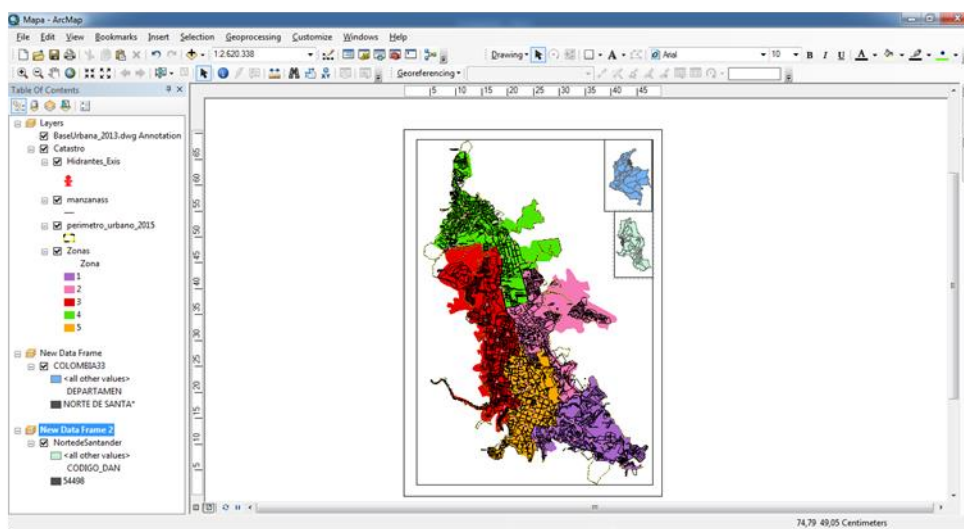 Mapa - ArcMap
File Edit View Bookmarks Insert Selection Geoprocessing Customize Windows Help
1:2.620.338 Drawing Arial 10 B I U A
Georeferencing
Table Of Contents
Layers
BaseUrbana_2013.dwg Annotation
Catastro
Hidrantes_Exis
manzanass
perimetro_urbano_2015
Zonas
Zona
1
2
3
4
5
New Data Frame
COLOMBIA33
<all other values>
DEPARTAMEN
NORTE DE SANTA*
New Data Frame 2
NortedeSantander
<all other values>
CODIGO_DAN
54498
5 10 15 20 25 30 35 40 45
60
55
50
45
40
35
30
25
20
15
10
5
74,79 49,05 Centimeters